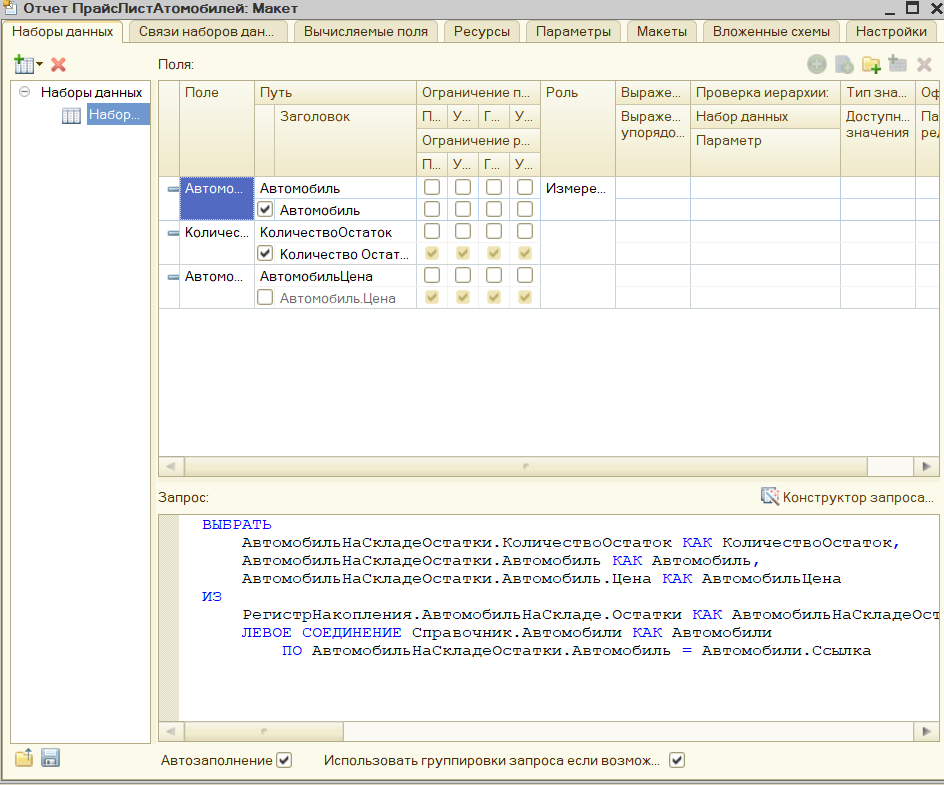 Отчет ПрайсЛистАтомобилей: Макет
Наборы данных Связи наборов дан... Вычисляемые поля Ресурсы Параметры Макеты Вложенные схемы Настройки
Поля:
Наборы данных
Набор...
Поле Путь Ограничение п... Роль Выраже... Проверка иерархии: Тип зна... Оф
Заголовок П... У... Г... У... Выраже... упорядо... Набор данных Доступн... значения Па ред
Ограничение р... Параметр
П... У... Г... У...
Автомо... Автомобиль Измере...
Автомобиль
Количес... КоличествоОстаток
Количество Остат...
Автомо... АвтомобильЦена
Автомобиль.Цена
Запрос: Конструктор запроса...
ВЫБРАТЬ
АвтомобильНаСкладеОстатки.КоличествоОстаток КАК КоличествоОстаток,
АвтомобильНаСкладеОстатки.Автомобиль КАК Автомобиль,
АвтомобильНаСкладеОстатки.Автомобиль.Цена КАК АвтомобильЦена
ИЗ
РегистрНакопления.АвтомобильНаСкладе.Остатки КАК АвтомобильНаСкладеОст
ЛЕВОЕ СОЕДИНЕНИЕ Справочник.Автомобили КАК Автомобили
ПО АвтомобильНаСкладеОстатки.Автомобиль = Автомобили.Ссылка
Автозаполнение Использовать группировки запроса если возмож...